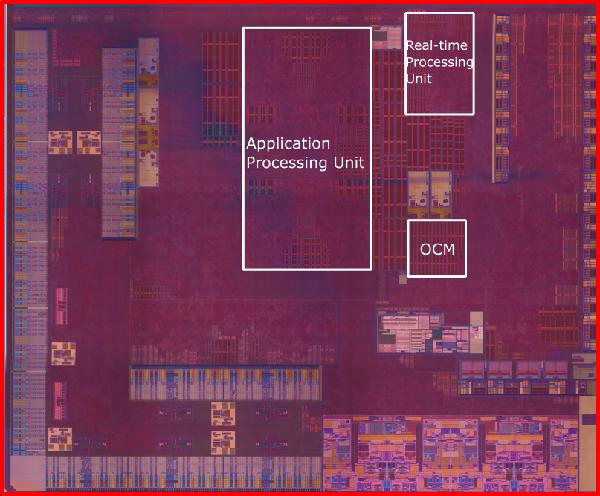 Real-time
Processing
Unit
Application
Processing Unit
OCM